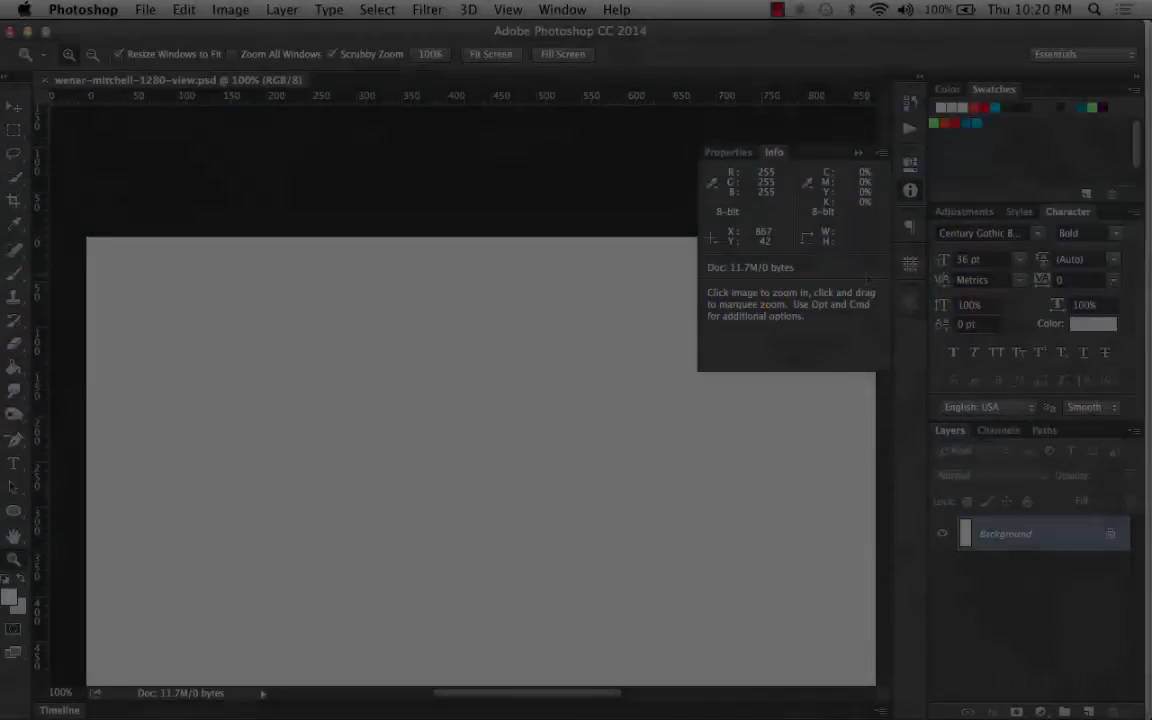 Photoshop File Edit Image Layer Type Select Filter 3D View Window Help 100% Thu 10:20 PM
Adobe Photoshop CC 2014
Resize Windows to Fit Zoom All Windows Scrubby Zoom 100% Fit Screen Fill Screen Essentials
wener-mitchell-1280-view.psd @ 100% (RGB/8)
0 0 50 100 150 200 250 300 350 400 450 500 550 600 650 700 750 800 850
Color Swatches
Properties Info
R: 255 C: 0%
G: 255 M: 0%
B: 255 Y: 0%
K: 0%
8-bit 8-bit
X: 867 W:
Y: 42 H:
Doc: 11.7M/0 bytes
Click image to zoom in, click and drag
to marquee zoom. Use Opt and Cmd
for additional options.
Adjustments Styles Character
Century Gothic B... Bold
36 pt (Auto)
Metrics 0
100% 100%
0 pt Color:
T T TT Tt T T T T
English: USA aa Smooth
Layers Channels Paths
Kind
Normal Opacity
Lock: Fill
Background
100% Doc: 11.7M/0 bytes
Timeline